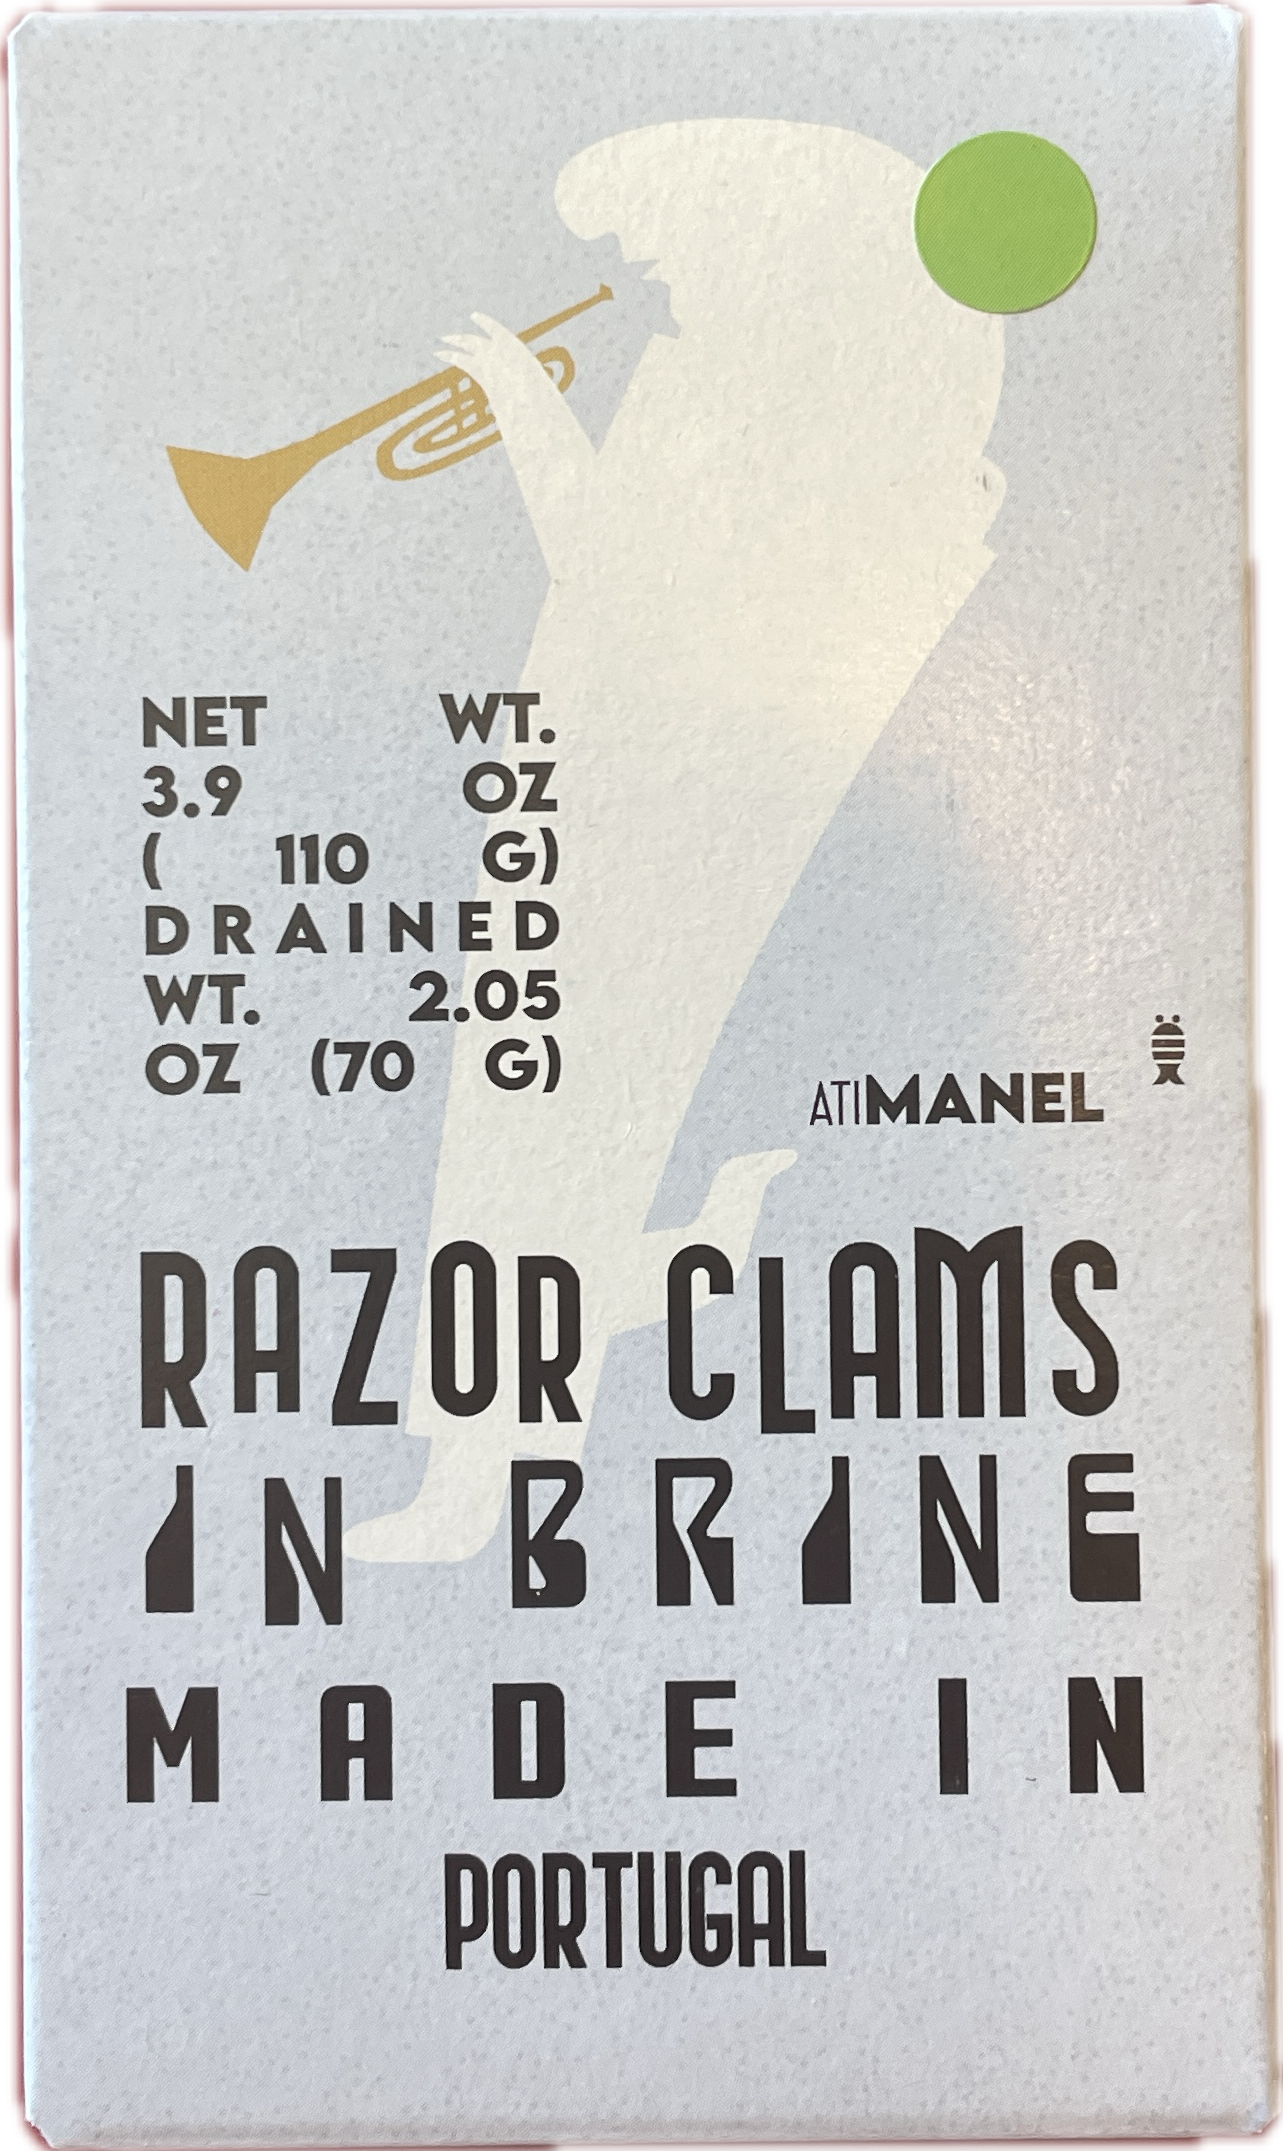 NET WT.
3.9 OZ
( 110 G)
DRAINED
WT. 2.05
OZ (70 G)
ATIMANEL
RAZOR CLAMS
IN BRINE
MADE IN
PORTUGAL